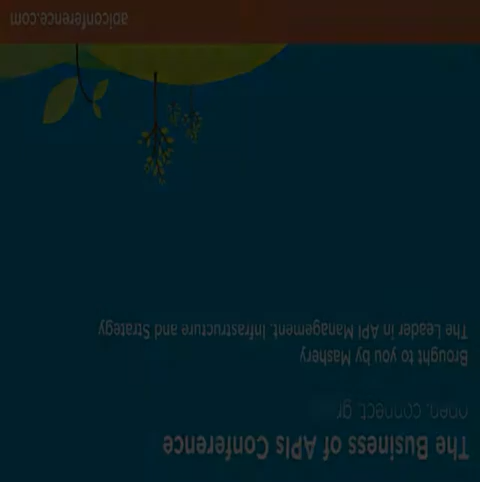 The Business of APIs Conference
open. connect.
Brought to you by Mashery
The Leader in API Management, Infrastructure and Strategy
apiconference.com